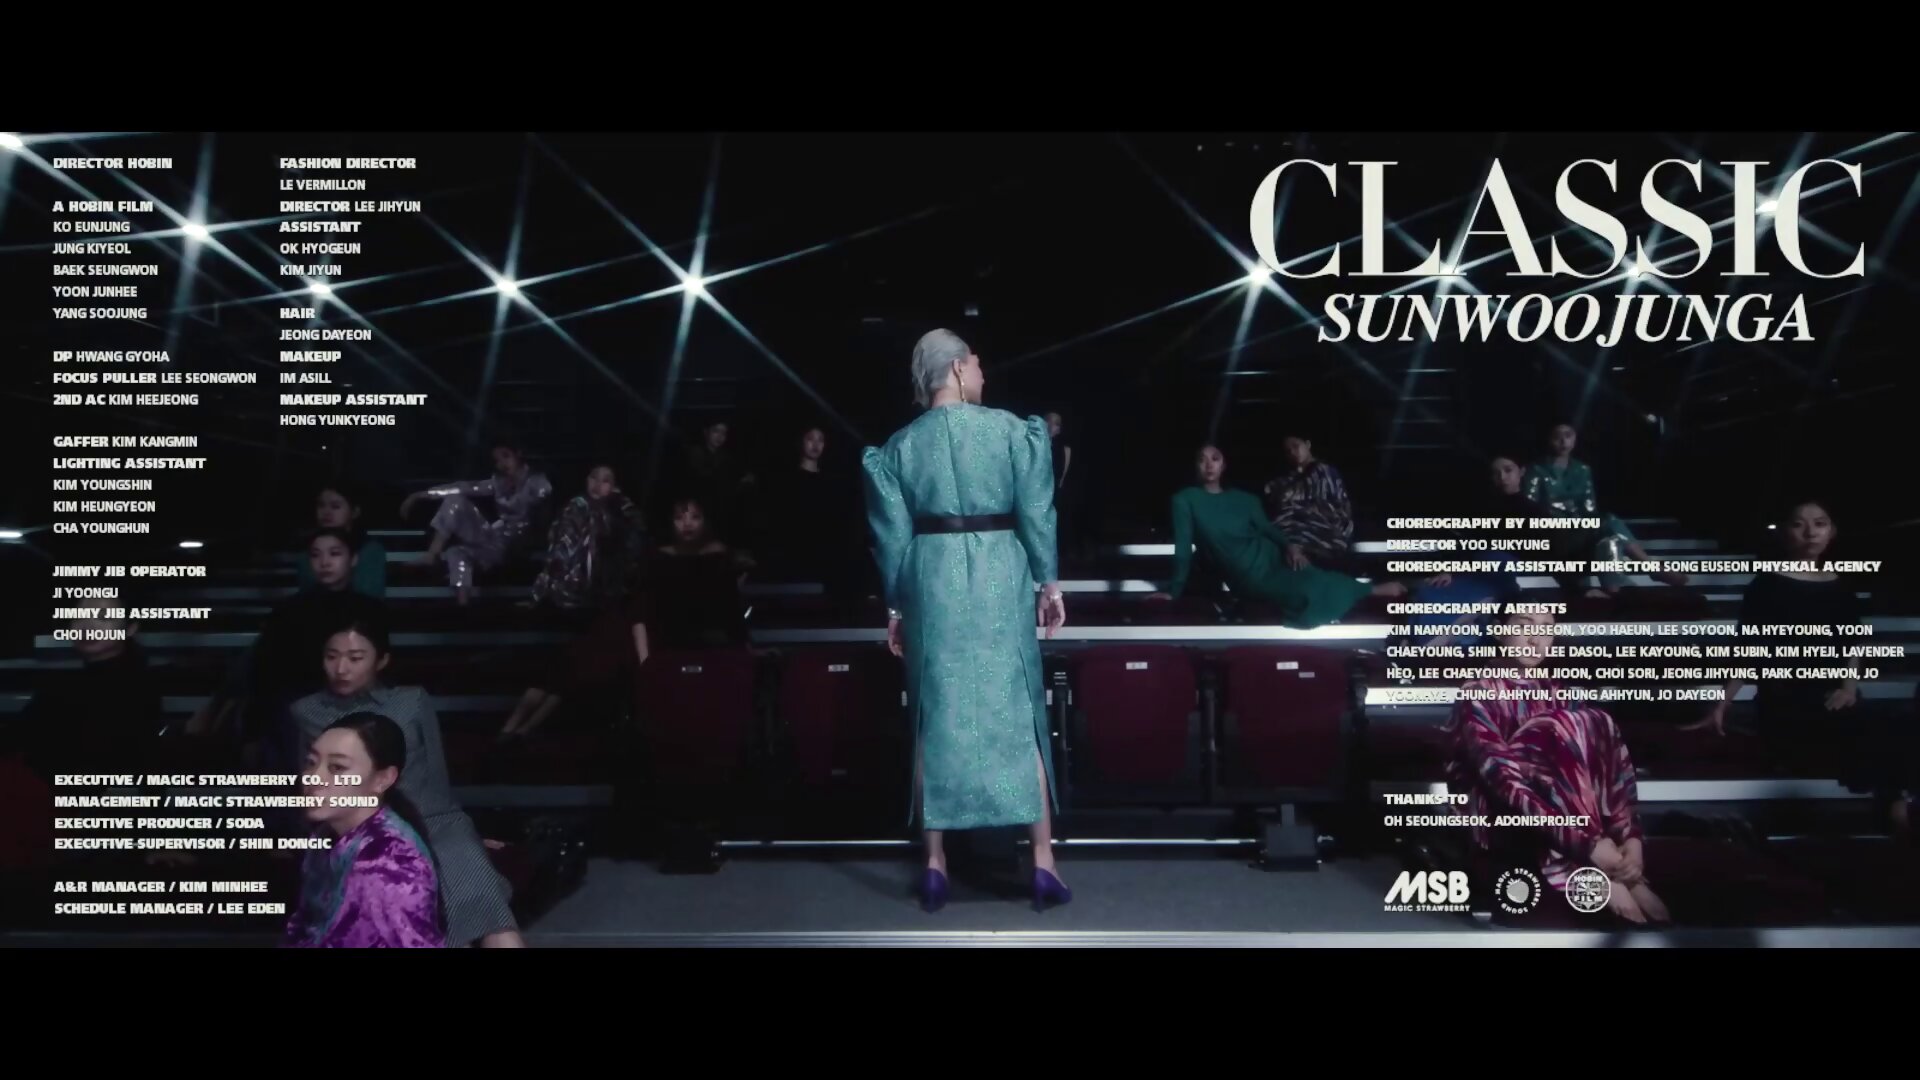 DIRECTOR HOBIN
A HOBIN FILM
KO EUNJUNG
JUNG KIYEOL
BAEK SEUNGWON
YOON JUNHEE
YANG SOOJUNG
DP HWANG GYOHA
FOCUS PULLER LEE SEONGWON
2ND AC KIM HEEJEONG
GAFFER KIM KANGMIN
LIGHTING ASSISTANT
KIM YOUNGSHIN
KIM HEUNGYEON
CHA YOUNGHUN
JIMMY JIB OPERATOR
JI YOONGU
JIMMY JIB ASSISTANT
CHOI HOJUN
EXECUTIVE / MAGIC STRAWBERRY CO., LTD
MANAGEMENT / MAGIC STRAWBERRY SOUND
EXECUTIVE PRODUCER / SODA
EXECUTIVE SUPERVISOR / SHIN DONGIC
A&R MANAGER / KIM MINHEE
SCHEDULE MANAGER / LEE EDEN
FASHION DIRECTOR
LE VERMILLON
DIRECTOR LEE JIHYUN
ASSISTANT
OK HYOGEUN
KIM JIYUN
HAIR
JEONG DAYEON
MAKEUP
IM ASILL
MAKEUP ASSISTANT
HONG YUNKYEONG
CLASSIC
SUNWOOJUNGA
CHOREOGRAPHY BY HOWHYOU
DIRECTOR YOO SUKYUNG
CHOREOGRAPHY ASSISTANT DIRECTOR SONG EUSEON PHYSKAL AGENCY
CHOREOGRAPHY ARTISTS
KIM NAMYOON, SONG EUSEON, YOO HAEUN, LEE SOYOON, NA HYEYOUNG, YOON
CHAEYOUNG, SHIN YESOL, LEE DASOL, LEE KAYOUNG, KIM SUBIN, KIM HYEJI, LAVENDER
HEO, LEE CHAEYOUNG, KIM JIOON, CHOI SORI, JEONG JIHYUNG, PARK CHAEWON, JO
YOONHYE, CHUNG AHHYUN, CHUNG AHHYUN, JO DAYEON
THANKS TO
OH SEOUNGSEOK, ADONISPROJECT
MSB
MAGIC STRAWBERRY
MAGIC STRAWBERRY SOUND
HOBIN
FILM